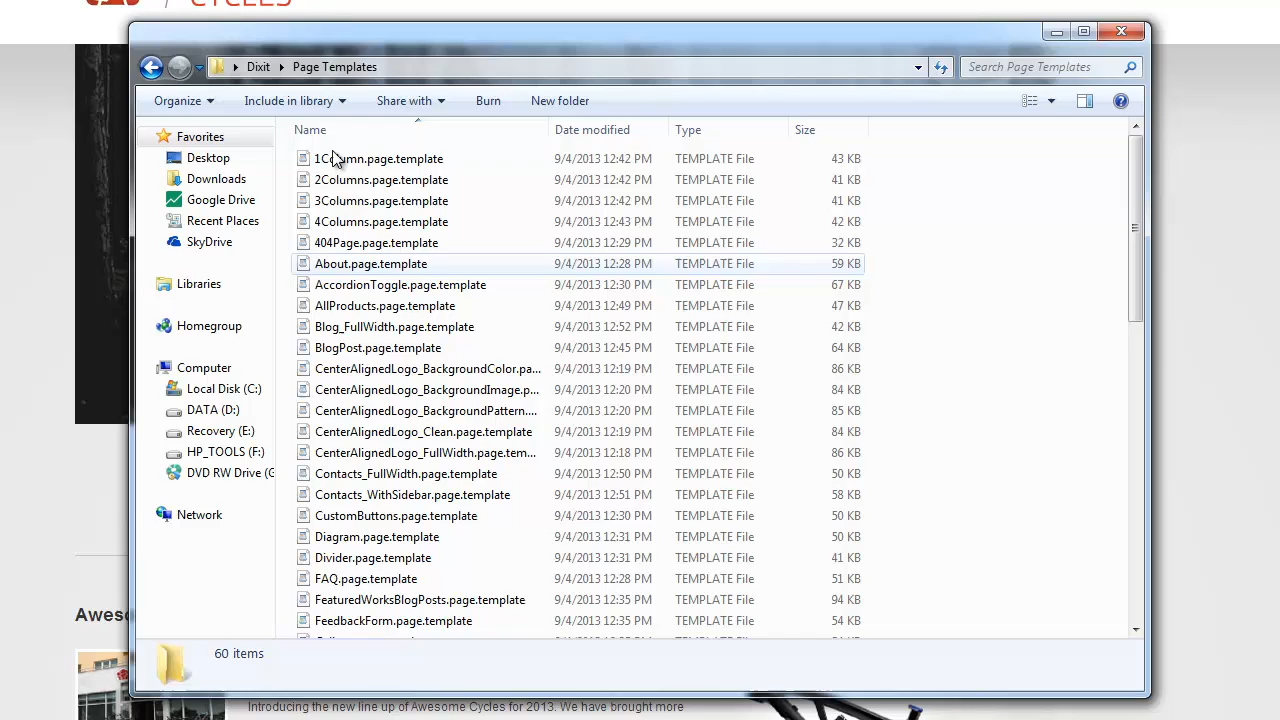 CYCLES
Dixit Page Templates
Search Page Templates
Organize Include in library Share with Burn New folder
Name Date modified Type Size
Favorites
Desktop
Downloads
Google Drive
Recent Places
SkyDrive
Libraries
Homegroup
Computer
Local Disk (C:)
DATA (D:)
Recovery (E:)
HP_TOOLS (F:)
DVD RW Drive (G
Network
1Column.page.template 9/4/2013 12:42 PM TEMPLATE File 43 KB
2Columns.page.template 9/4/2013 12:42 PM TEMPLATE File 41 KB
3Columns.page.template 9/4/2013 12:42 PM TEMPLATE File 41 KB
4Columns.page.template 9/4/2013 12:43 PM TEMPLATE File 42 KB
404Page.page.template 9/4/2013 12:29 PM TEMPLATE File 32 KB
About.page.template 9/4/2013 12:28 PM TEMPLATE File 59 KB
AccordionToggle.page.template 9/4/2013 12:30 PM TEMPLATE File 67 KB
AllProducts.page.template 9/4/2013 12:49 PM TEMPLATE File 47 KB
Blog_FullWidth.page.template 9/4/2013 12:52 PM TEMPLATE File 42 KB
BlogPost.page.template 9/4/2013 12:45 PM TEMPLATE File 64 KB
CenterAlignedLogo_BackgroundColor.pa... 9/4/2013 12:19 PM TEMPLATE File 86 KB
CenterAlignedLogo_BackgroundImage.p... 9/4/2013 12:20 PM TEMPLATE File 84 KB
CenterAlignedLogo_BackgroundPattern.... 9/4/2013 12:20 PM TEMPLATE File 85 KB
CenterAlignedLogo_Clean.page.template 9/4/2013 12:19 PM TEMPLATE File 84 KB
CenterAlignedLogo_FullWidth.page.tem... 9/4/2013 12:18 PM TEMPLATE File 86 KB
Contacts_FullWidth.page.template 9/4/2013 12:50 PM TEMPLATE File 50 KB
Contacts_WithSidebar.page.template 9/4/2013 12:51 PM TEMPLATE File 58 KB
CustomButtons.page.template 9/4/2013 12:30 PM TEMPLATE File 50 KB
Diagram.page.template 9/4/2013 12:31 PM TEMPLATE File 50 KB
Divider.page.template 9/4/2013 12:31 PM TEMPLATE File 41 KB
FAQ.page.template 9/4/2013 12:28 PM TEMPLATE File 51 KB
FeaturedWorksBlogPosts.page.template 9/4/2013 12:35 PM TEMPLATE File 94 KB
FeedbackForm.page.template 9/4/2013 12:35 PM TEMPLATE File 54 KB
60 items
Aweso
Introducing the new line up of Awesome Cycles for 2013. We have brought more